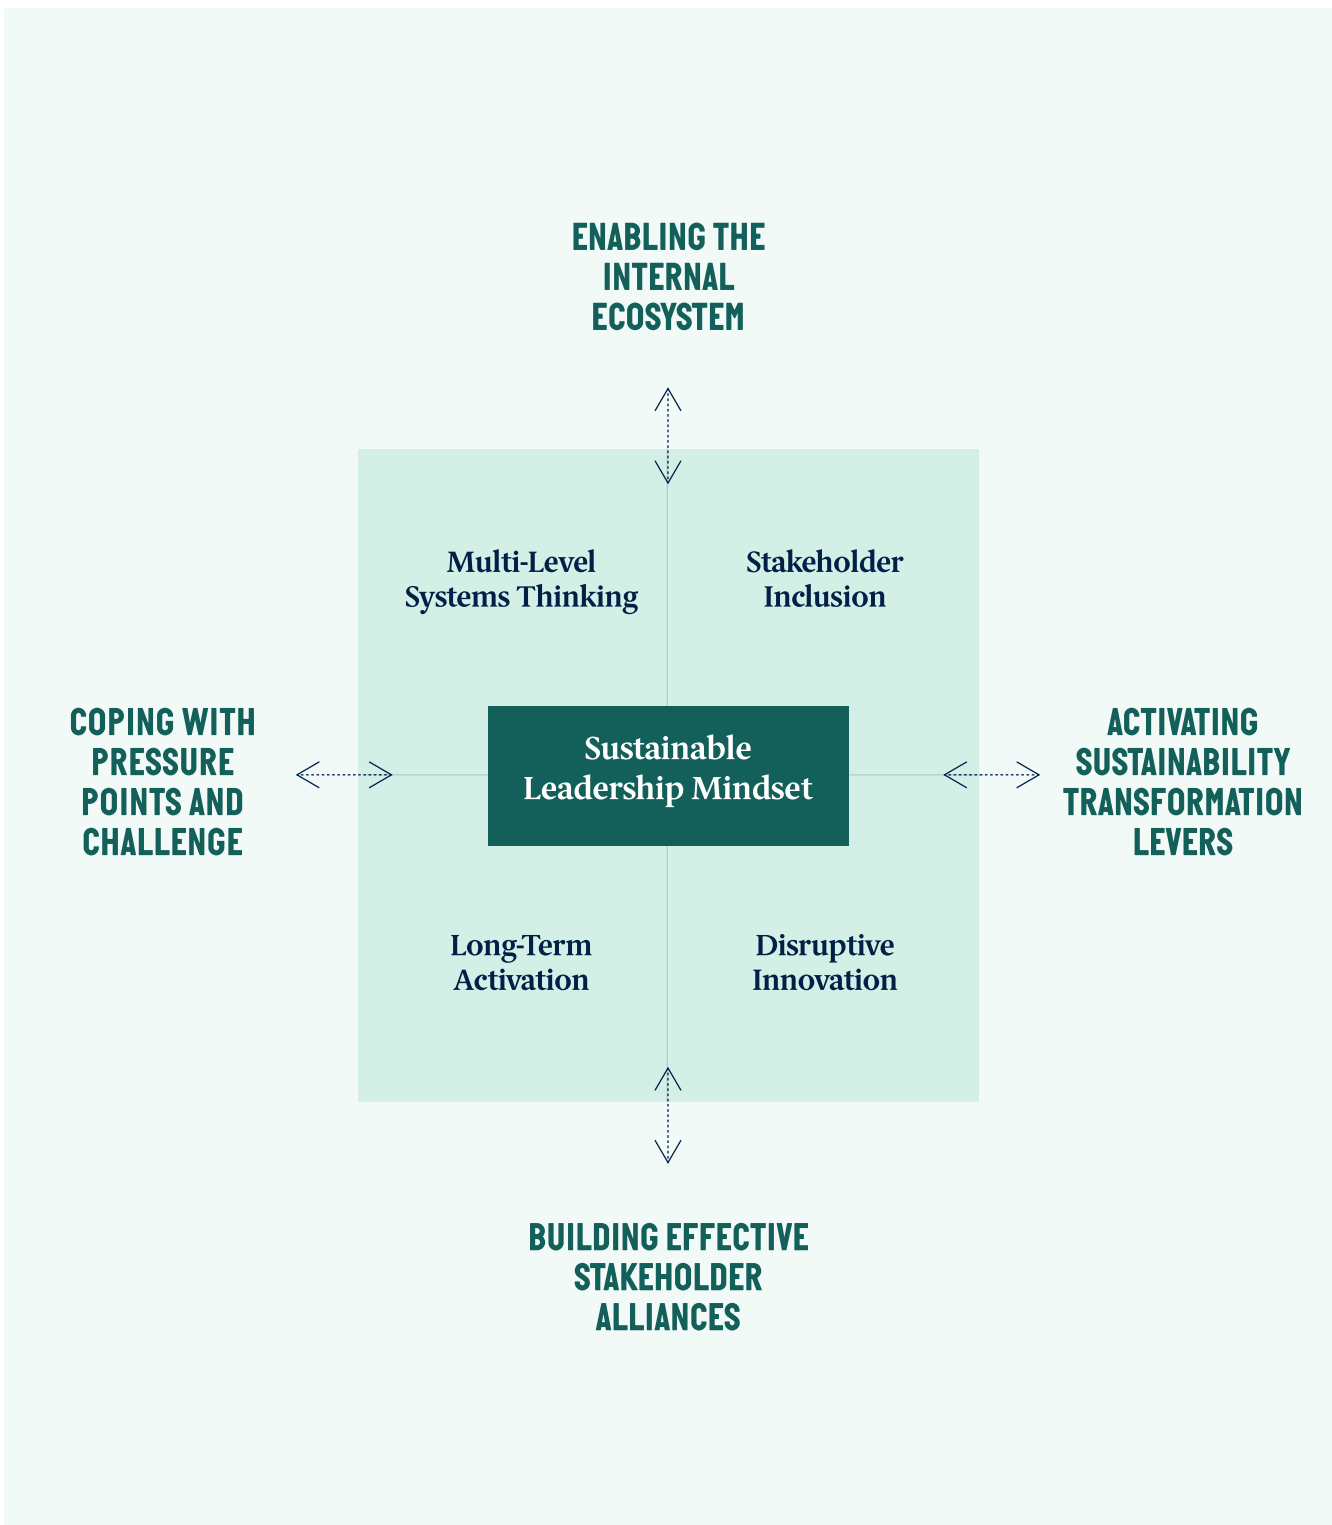 ENABLING THE
INTERNAL
ECOSYSTEM
Multi-Level
Systems Thinking
Stakeholder
Inclusion
COPING WITH
PRESSURE
POINTS AND
CHALLENGE
Sustainable
Leadership Mindset
ACTIVATING
SUSTAINABILITY
TRANSFORMATION
LEVERS
Long-Term
Activation
Disruptive
Innovation
BUILDING EFFECTIVE
STAKEHOLDER
ALLIANCES